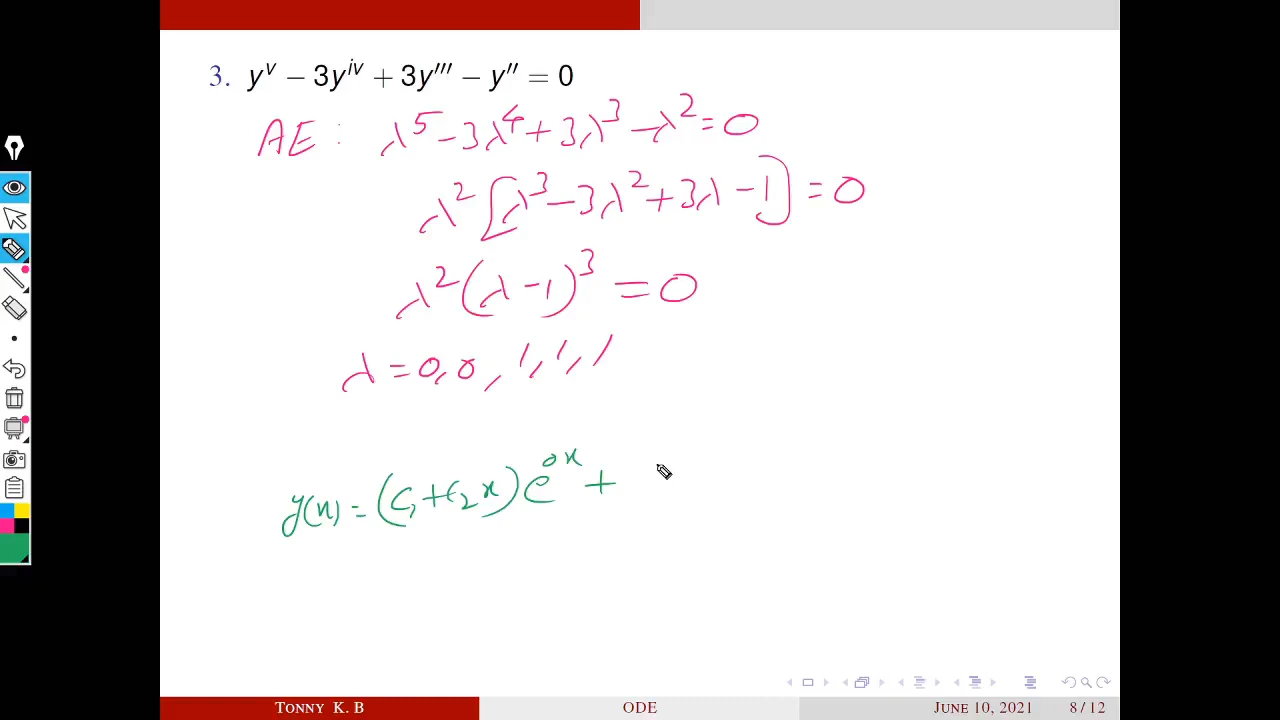 3. y^v − 3y^iv + 3y′′′ − y′′ = 0
AE : λ^5 − 3λ^4 + 3λ^3 − λ^2 = 0
λ^2 [λ^3 − 3λ^2 + 3λ − 1] = 0
λ^2 (λ − 1)^3 = 0
λ = 0, 0, 1, 1, 1
y(x) = (c₁ + c₂ x) e^0x +
TONNY K. B ODE JUNE 10, 2021 8 / 12